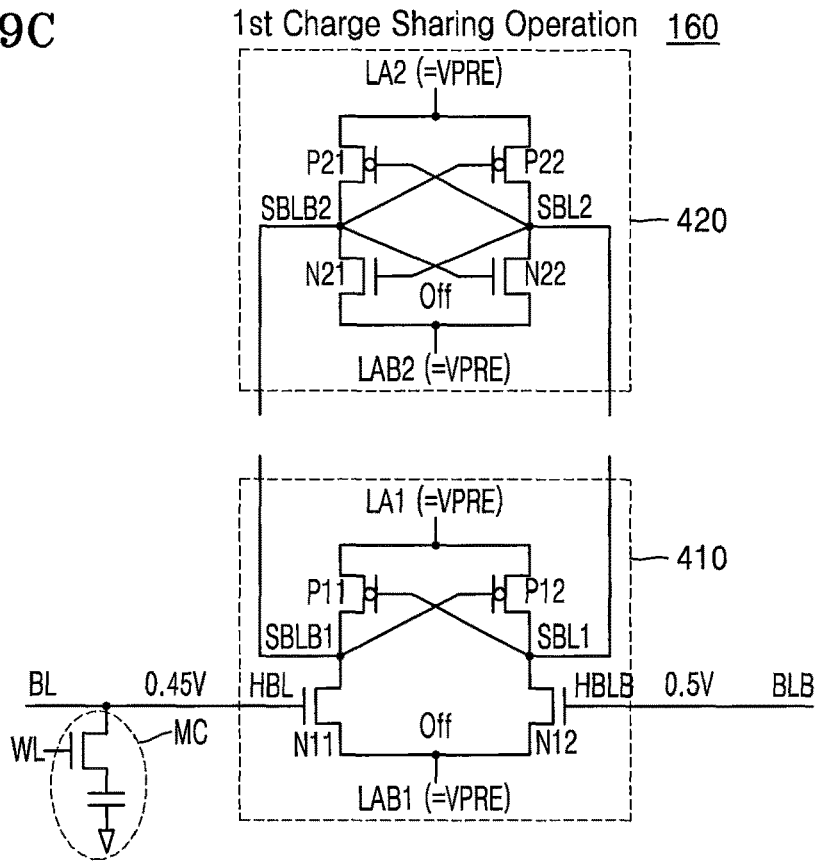 9C
1st Charge Sharing Operation 160
LA2 (=VPRE)
P21 P22
SBLB2 SBL2
420
N21 N22
Off
LAB2 (=VPRE)
LA1 (=VPRE)
410
P11 P12
SBLB1 SBL1
BL 0.45V HBL HBLB 0.5V BLB
MC Off
WL N11 N12
LAB1 (=VPRE)